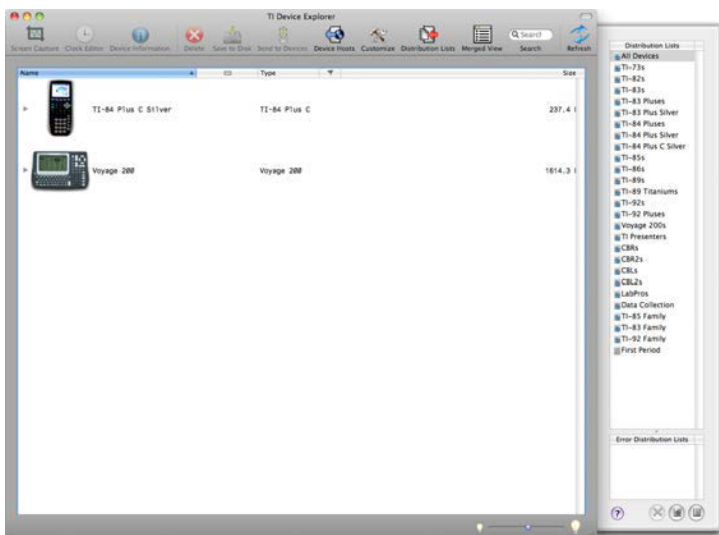 TI Device Explorer
Screen Capture Clock Editor Device Information Delete Save to Disk Send to Devices Device Hosts Customize Distribution Lists Merged View Search Refresh
Search
Name Type Size
TI-84 Plus C Silver TI-84 Plus C 237.4
Voyage 200 Voyage 200 1614.3
Distribution Lists
All Devices
TI-73s
TI-82s
TI-83s
TI-83 Pluses
TI-83 Plus Silver
TI-84 Pluses
TI-84 Plus Silver
TI-84 Plus C Silver
TI-85s
TI-86s
TI-89s
TI-89 Titaniums
TI-92s
TI-92 Pluses
Voyage 200s
TI Presenters
CBRs
CBR2s
CBLs
CBL2s
LabPros
Data Collection
TI-85 Family
TI-83 Family
TI-92 Family
First Period
Error Distribution Lists
?